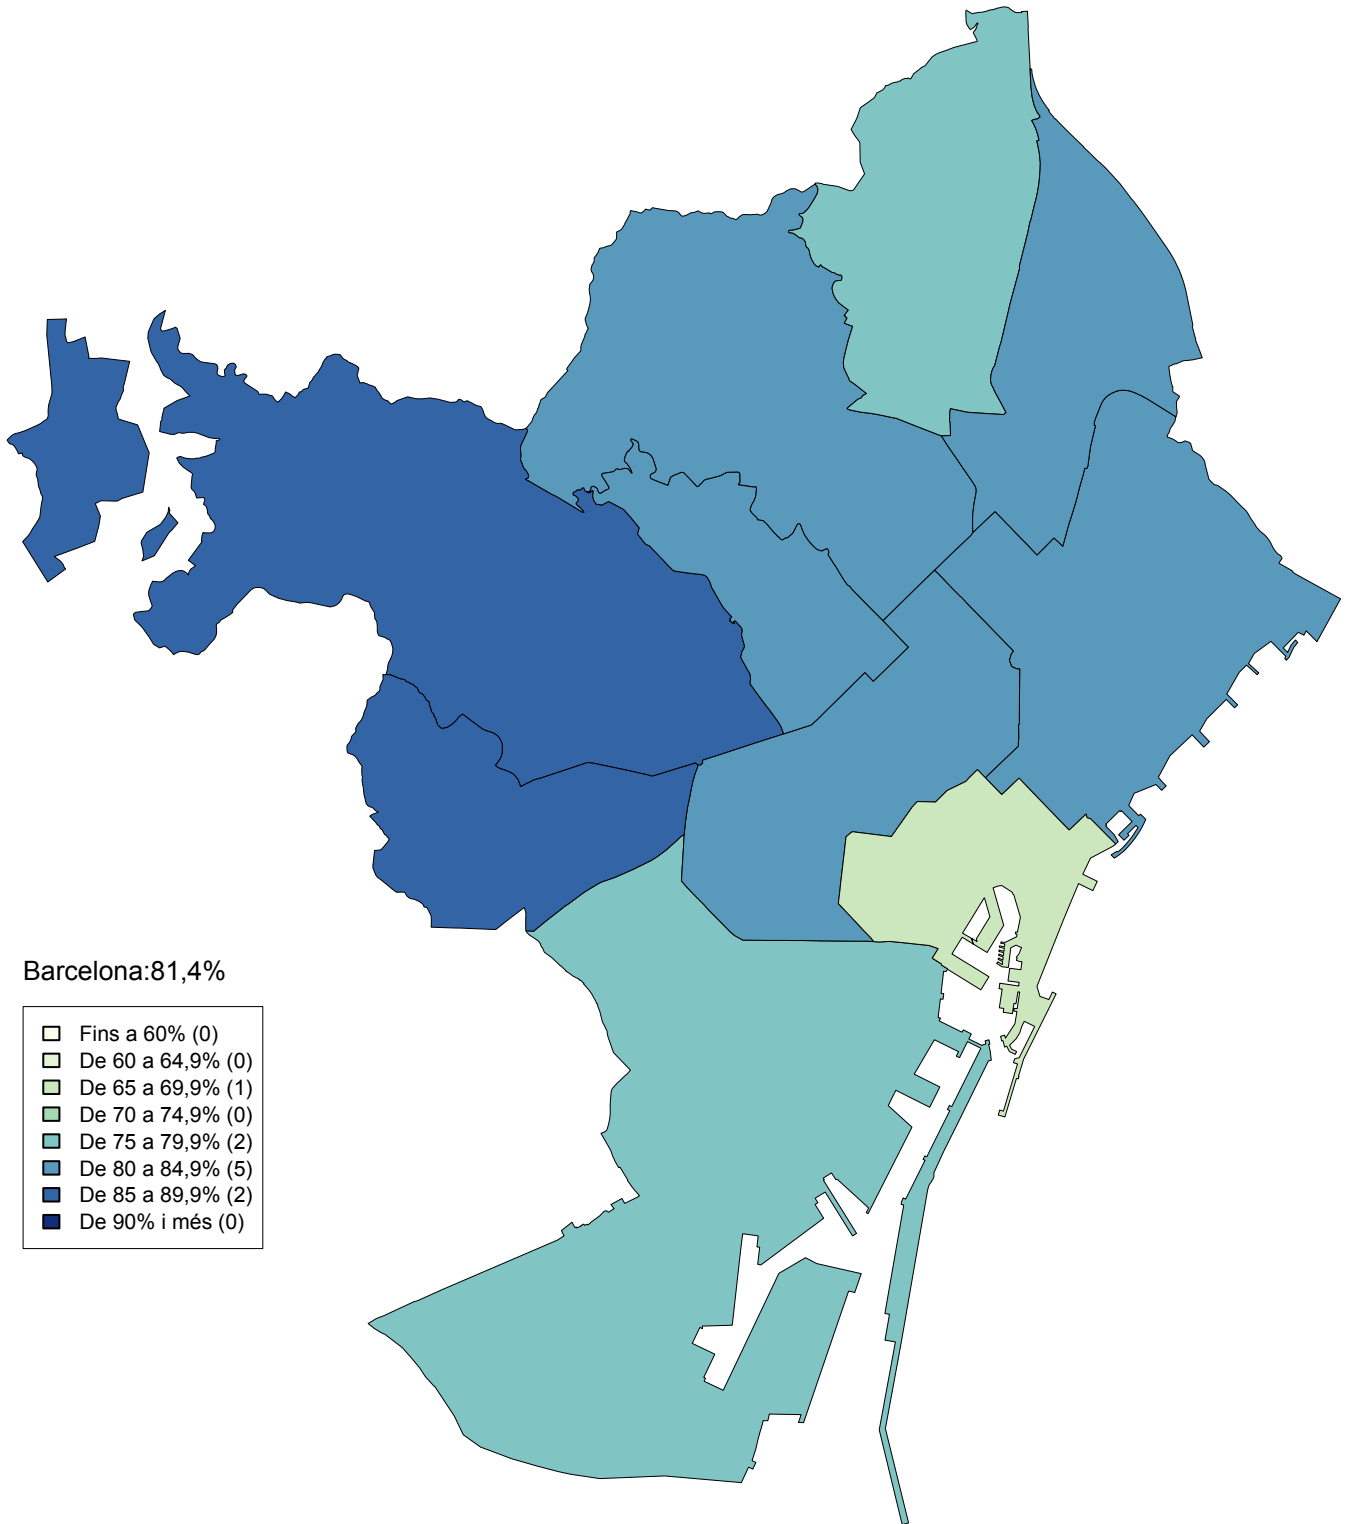 Barcelona:81,4%
Fins a 60% (0)
De 60 a 64,9% (0)
De 65 a 69,9% (1)
De 70 a 74,9% (0)
De 75 a 79,9% (2)
De 80 a 84,9% (5)
De 85 a 89,9% (2)
De 90% i més (0)